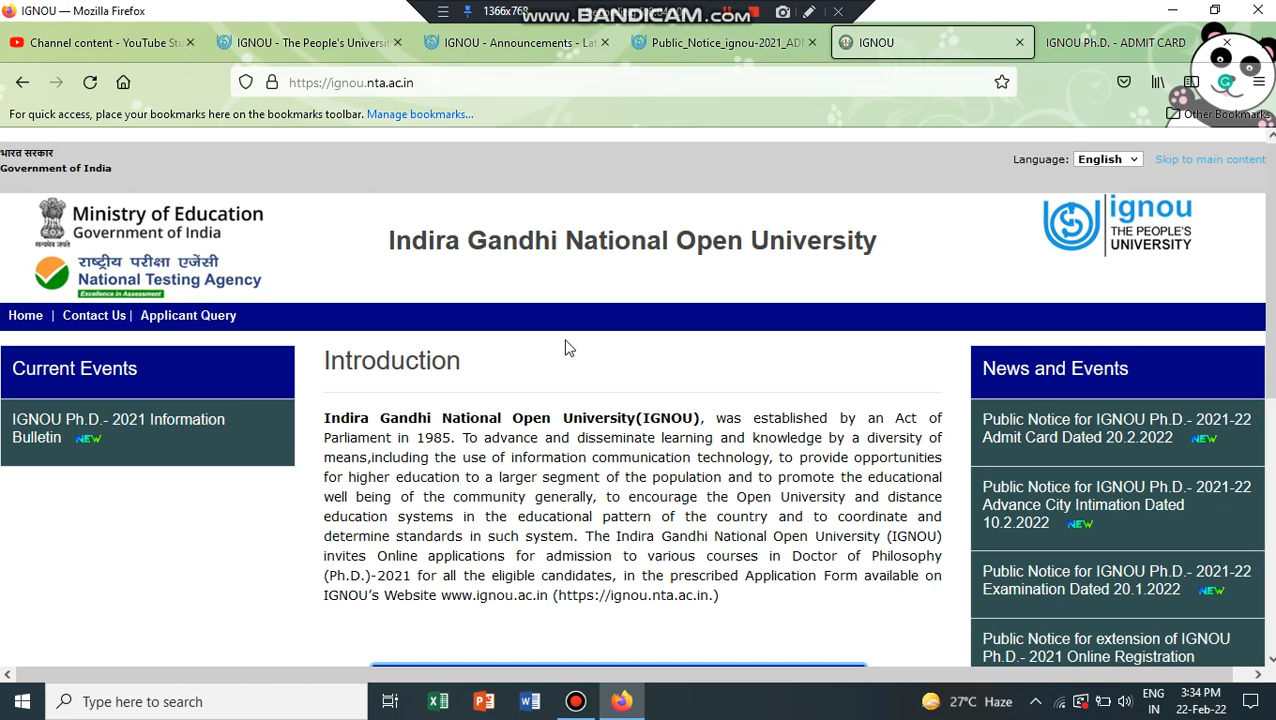 IGNOU — Mozilla Firefox
1366x768
www.BANDICAM.com
Channel content - YouTube Stu
IGNOU - The People's Universit
IGNOU - Announcements - Lat
Public_Notice_ignou-2021_AD
IGNOU
IGNOU Ph.D. - ADMIT CARD
https://ignou.nta.ac.in
For quick access, place your bookmarks here on the bookmarks toolbar. Manage bookmarks...
Other Bookmarks
भारत सरकार
Government of India
Language: English
Skip to main content
Ministry of Education
Government of India
सत्यमेव जयते
राष्ट्रीय परीक्षा एजेंसी
National Testing Agency
Excellence in Assessment
Indira Gandhi National Open University
ignou
THE PEOPLE'S
UNIVERSITY
Home | Contact Us | Applicant Query
Current Events
IGNOU Ph.D.- 2021 Information
Bulletin NEW
Introduction
Indira Gandhi National Open University(IGNOU), was established by an Act of
Parliament in 1985. To advance and disseminate learning and knowledge by a diversity of
means,including the use of information communication technology, to provide opportunities
for higher education to a larger segment of the population and to promote the educational
well being of the community generally, to encourage the Open University and distance
education systems in the educational pattern of the country and to coordinate and
determine standards in such system. The Indira Gandhi National Open University (IGNOU)
invites Online applications for admission to various courses in Doctor of Philosophy
(Ph.D.)-2021 for all the eligible candidates, in the prescribed Application Form available on
IGNOU's Website www.ignou.ac.in (https://ignou.nta.ac.in.)
News and Events
Public Notice for IGNOU Ph.D.- 2021-22
Admit Card Dated 20.2.2022 NEW
Public Notice for IGNOU Ph.D.- 2021-22
Advance City Intimation Dated
10.2.2022 NEW
Public Notice for IGNOU Ph.D.- 2021-22
Examination Dated 20.1.2022 NEW
Public Notice for extension of IGNOU
Ph.D.- 2021 Online Registration
Type here to search
27°C Haze
ENG
IN
3:34 PM
22-Feb-22